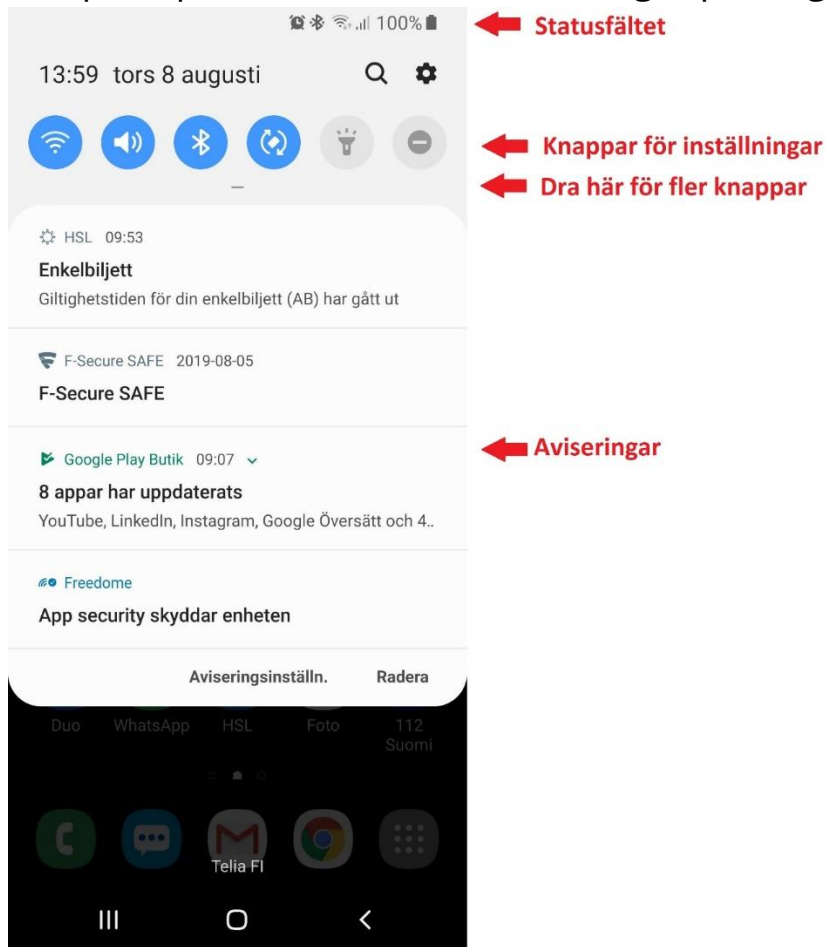 100%
Statusfältet
13:59 tors 8 augusti
Knappar för inställningar
Dra här för fler knappar
HSL 09:53
Enkelbiljett
Giltighetstiden för din enkelbiljett (AB) har gått ut
F-Secure SAFE 2019-08-05
F-Secure SAFE
Google Play Butik 09:07
Aviseringar
8 appar har uppdaterats
YouTube, LinkedIn, Instagram, Google Översätt och 4..
Freedome
App security skyddar enheten
Aviseringsinställn. Radera
Duo WhatsApp HSL Foto 112
Suomi
Telia FI